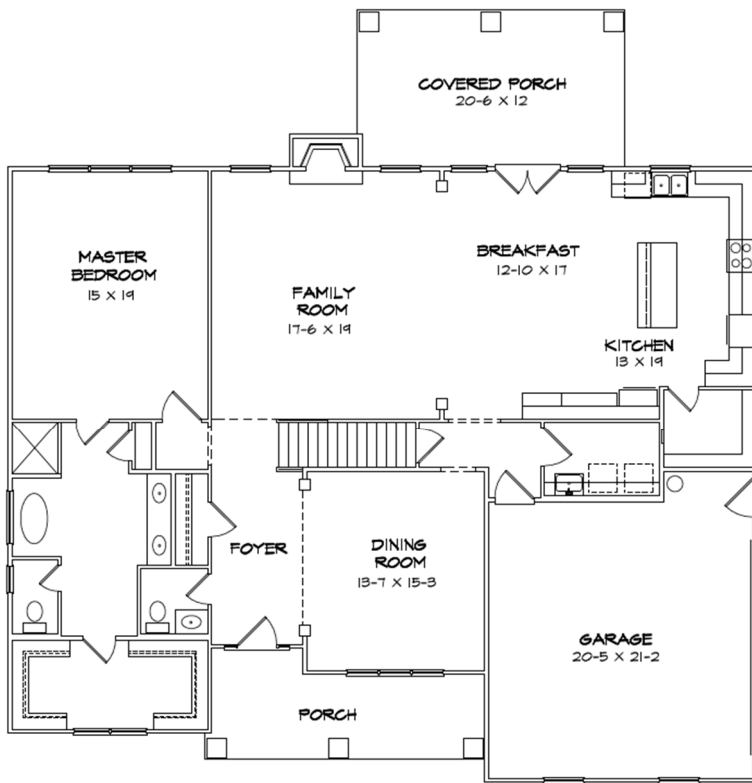 COVERED PORCH
20-6 X 12
MASTER
BEDROOM
15 X 19
FAMILY
ROOM
17-6 X 19
BREAKFAST
12-10 X 17
KITCHEN
13 X 19
FOYER
DINING
ROOM
13-7 X 15-3
GARAGE
20-5 X 21-2
PORCH